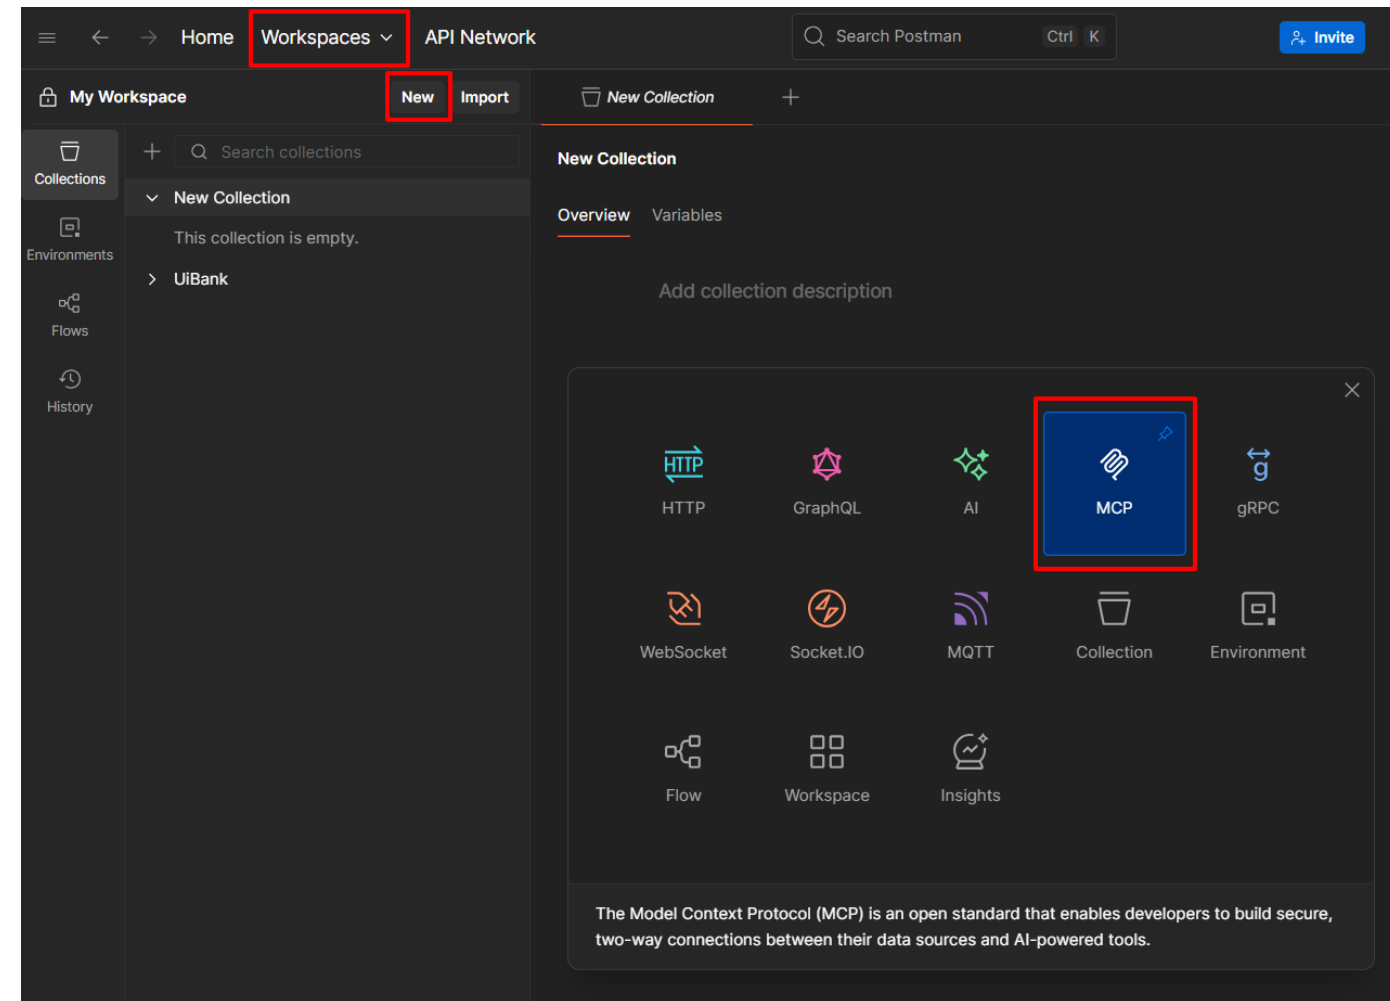 Home Workspaces API Network Search Postman Ctrl K Invite
My Workspace New Import New Collection
Collections
Search collections
New Collection
This collection is empty.
UiBank
Environments
Flows
History
New Collection
Overview Variables
Add collection description
HTTP
HTTP GraphQL AI MCP gRPC
WebSocket Socket.IO MQTT Collection Environment
Flow Workspace Insights
The Model Context Protocol (MCP) is an open standard that enables developers to build secure,
two-way connections between their data sources and AI-powered tools.